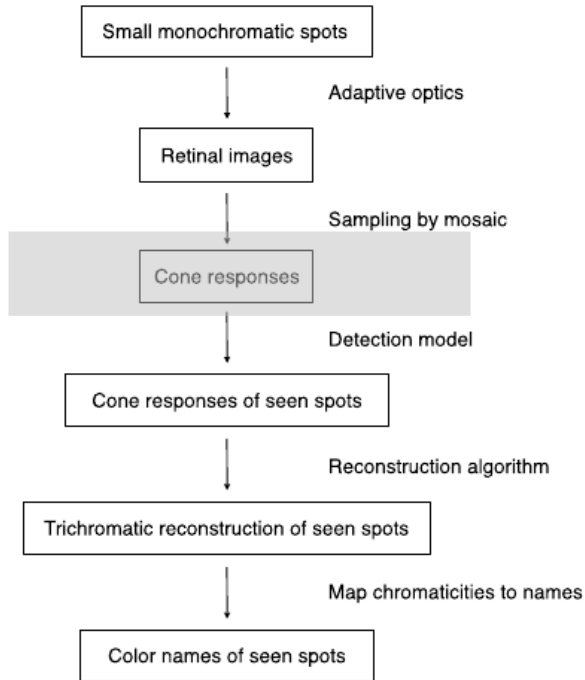 Small monochromatic spots
Adaptive optics
Retinal images
Sampling by mosaic
Cone responses
Detection model
Cone responses of seen spots
Reconstruction algorithm
Trichromatic reconstruction of seen spots
Map chromaticities to names
Color names of seen spots